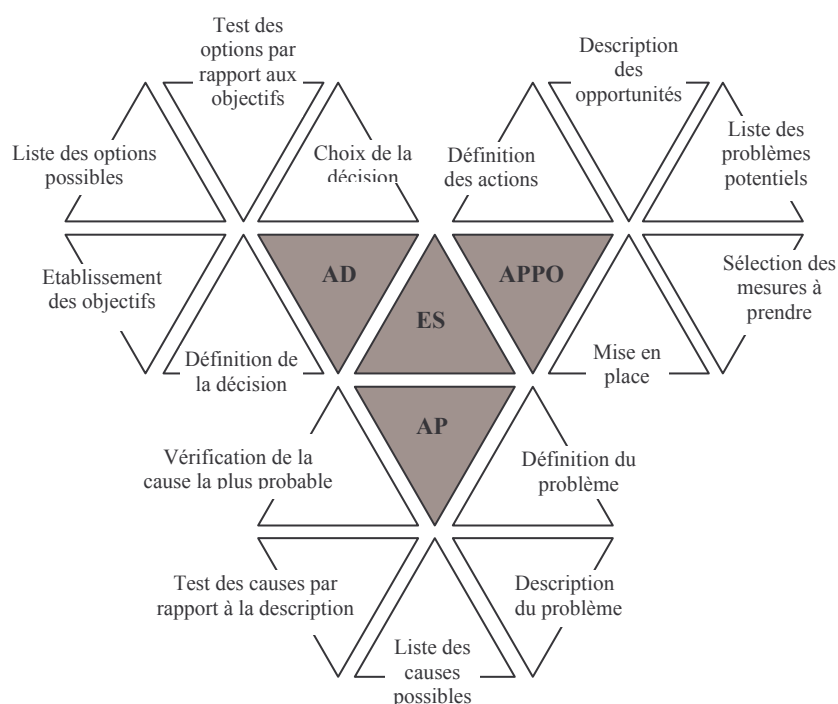 Test des
options par
rapport aux
objectifs
Description
des
opportunités
Liste des options
possibles
Choix de la
décision
Définition
des actions
Liste des
problèmes
potentiels
Etablissement
des objectifs
AD
ES
APPO
Sélection des
mesures à
prendre
Définition de
la décision
Mise en
place
AP
Vérification de la
cause la plus probable
Définition du
problème
Test des causes par
rapport à la description
Description
du problème
Liste des
causes
possibles